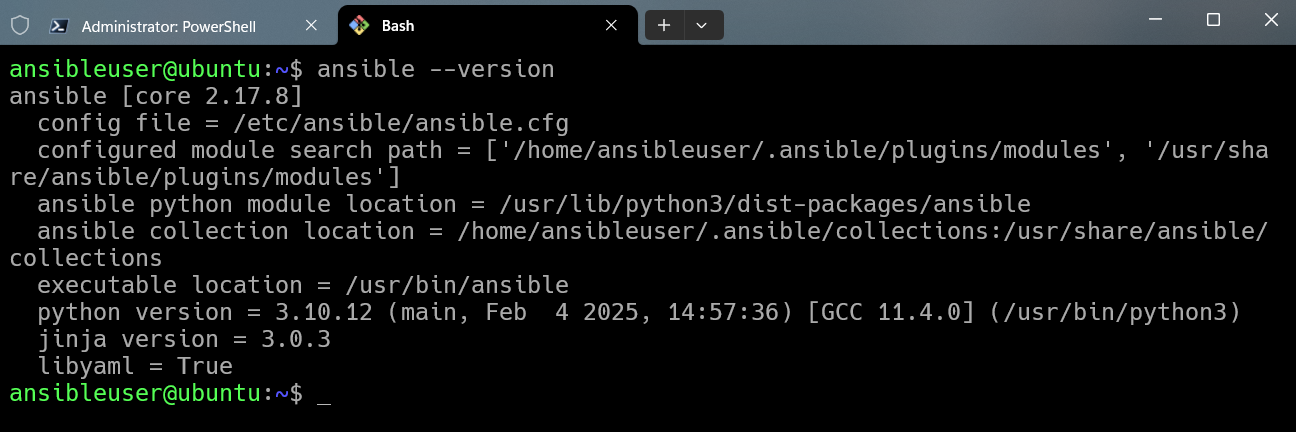 Administrator: PowerShell
Bash
ansibleuser@ubuntu:~$ ansible --version
ansible [core 2.17.8]
  config file = /etc/ansible/ansible.cfg
  configured module search path = ['/home/ansibleuser/.ansible/plugins/modules', '/usr/sha
re/ansible/plugins/modules']
  ansible python module location = /usr/lib/python3/dist-packages/ansible
  ansible collection location = /home/ansibleuser/.ansible/collections:/usr/share/ansible/
collections
  executable location = /usr/bin/ansible
  python version = 3.10.12 (main, Feb  4 2025, 14:57:36) [GCC 11.4.0] (/usr/bin/python3)
  jinja version = 3.0.3
  libyaml = True
ansibleuser@ubuntu:~$ _